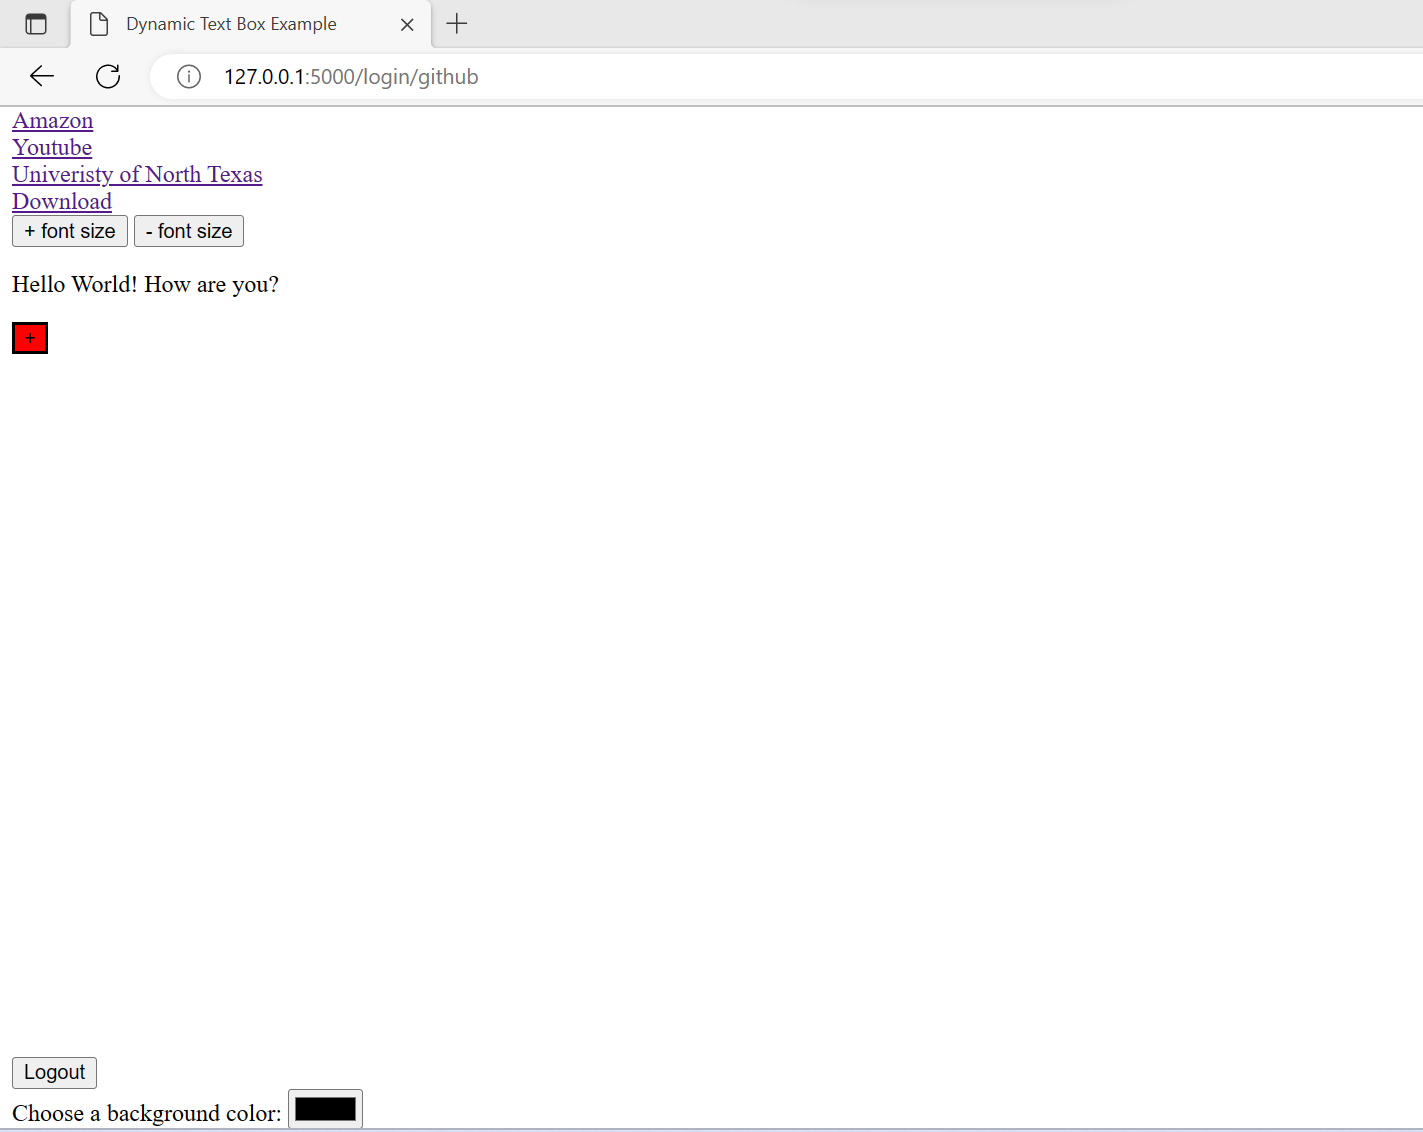 Dynamic Text Box Example
127.0.0.1:5000/login/github
Amazon
Youtube
Univeristy of North Texas
Download
+ font size - font size
Hello World! How are you?
+
Logout
Choose a background color: